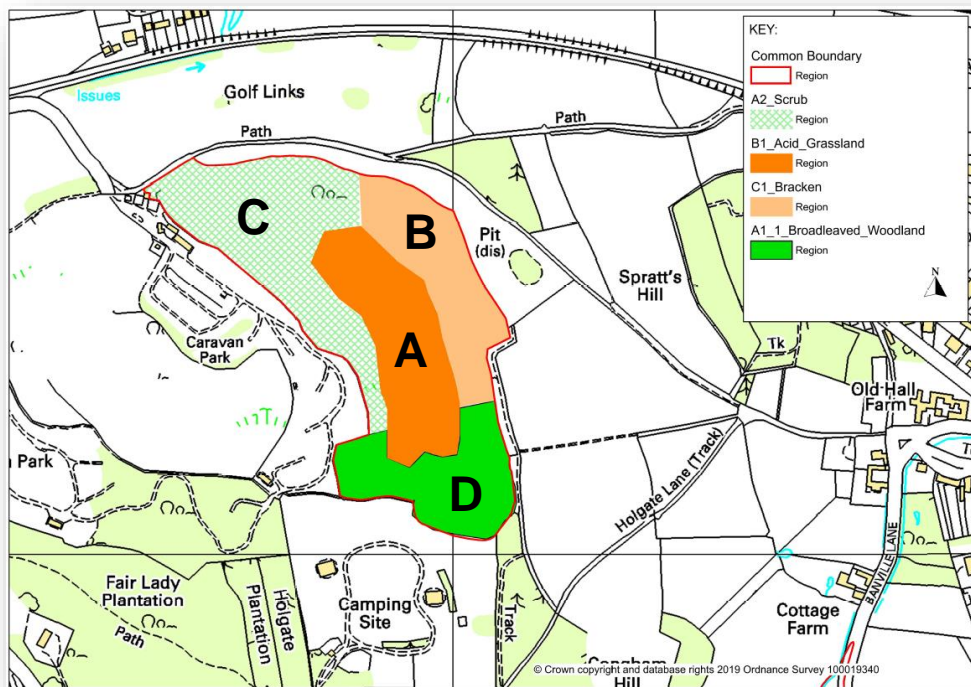 KEY:
Common Boundary
Region
A2_Scrub
Region
B1_Acid_Grassland
Region
C1_Bracken
Region
A1_1_Broadleaved_Woodland
Region
N
Issues
Golf Links
Path
Path
C
B
Pit
(dis)
Spratt's
Hill
A
Caravan
Park
Tk
Old Hall
Farm
Park
D
Holgate Lane (Track)
Fair Lady
Plantation
Path
Holgate
Plantation
Camping
Site
Track
BANVILLE LANE
Cottage
Farm
Congham
Hill
© Crown copyright and database rights 2019 Ordnance Survey 100019340